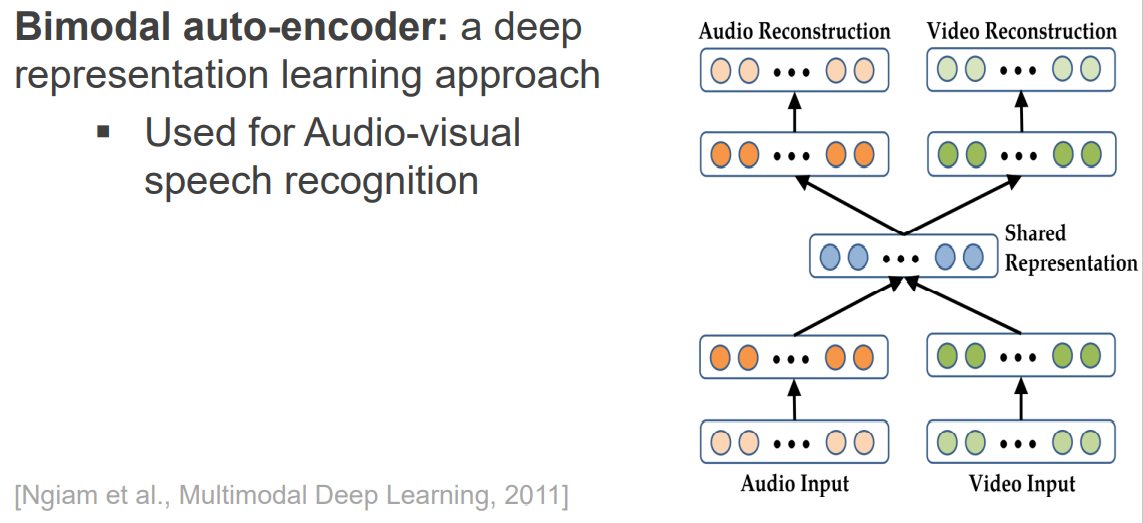 Bimodal auto-encoder: a deep
representation learning approach
▪ Used for Audio-visual
speech recognition
[Ngiam et al., Multimodal Deep Learning, 2011]
Audio Reconstruction
Video Reconstruction
Shared
Representation
Audio Input
Video Input